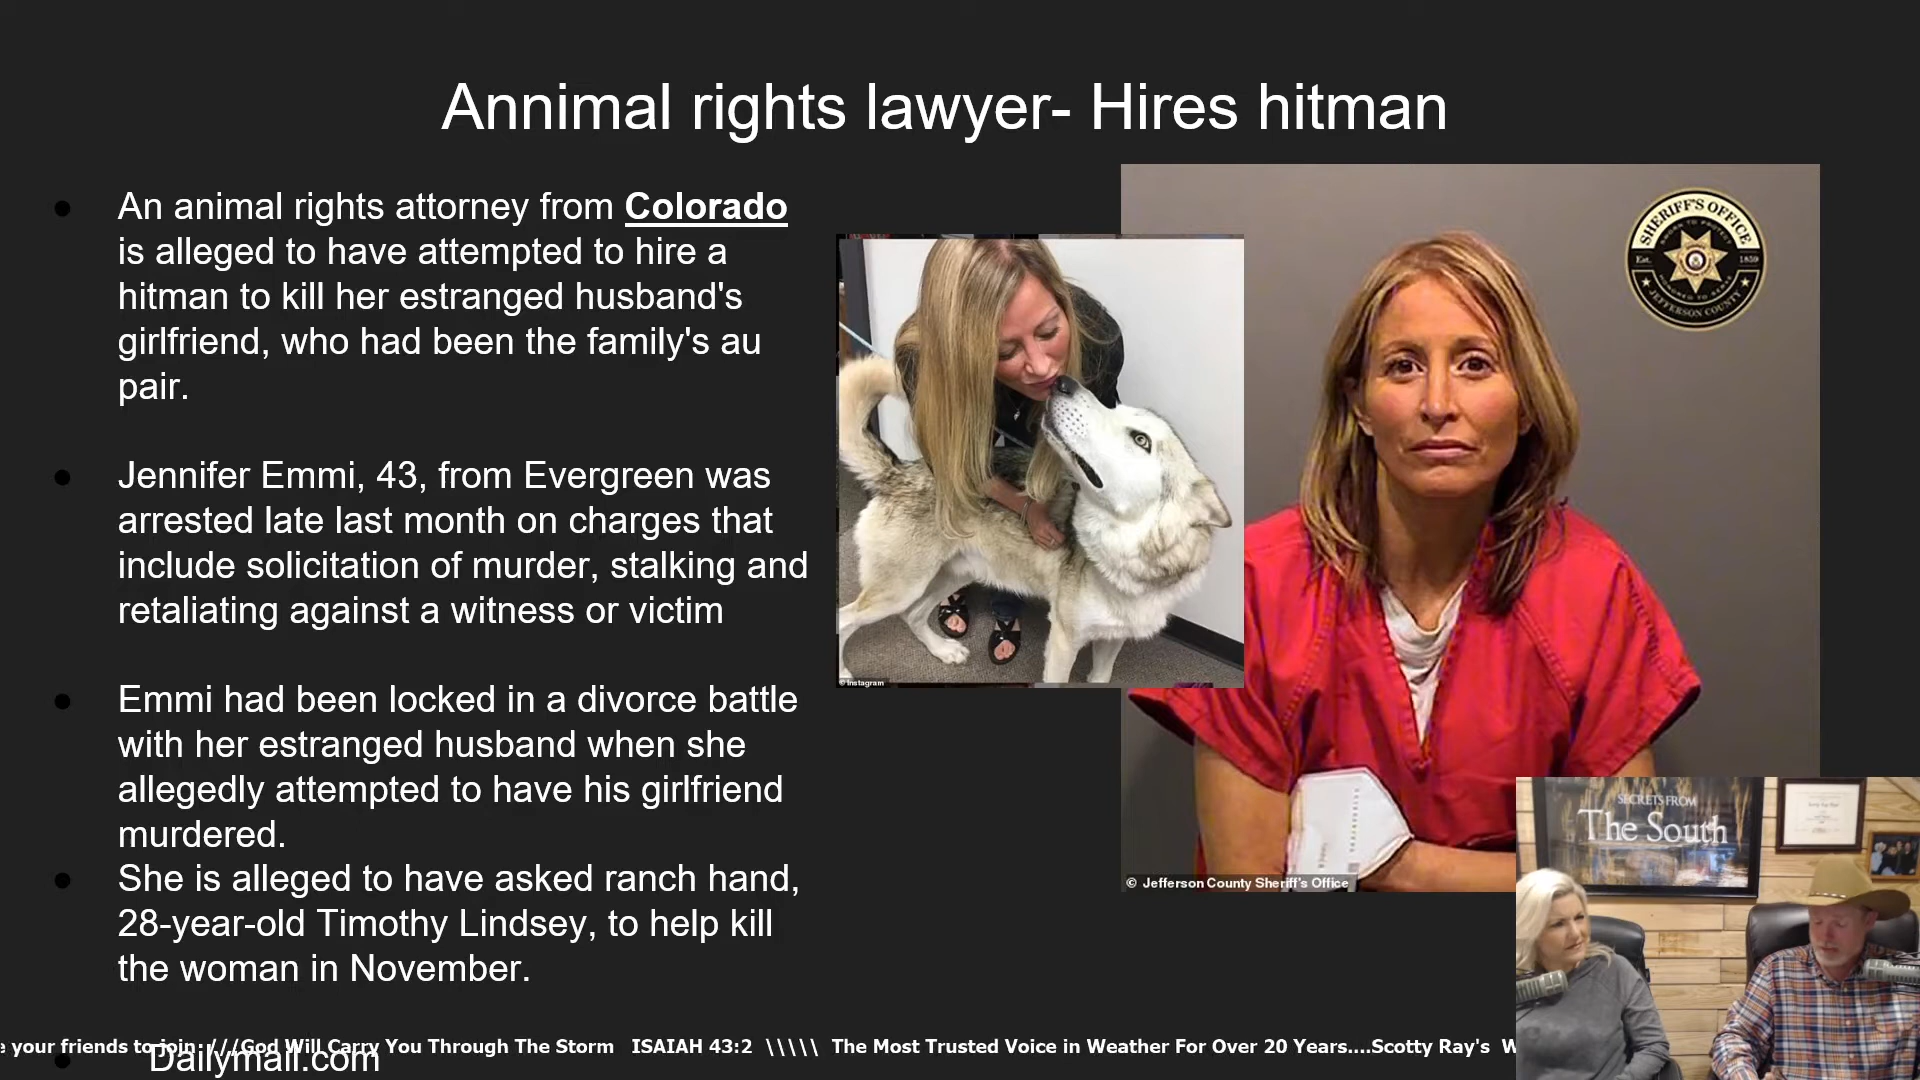 Annimal rights lawyer- Hires hitman
An animal rights attorney from Colorado
is alleged to have attempted to hire a
hitman to kill her estranged husband's
girlfriend, who had been the family's au
pair.
Jennifer Emmi, 43, from Evergreen was
arrested late last month on charges that
include solicitation of murder, stalking and
retaliating against a witness or victim
Emmi had been locked in a divorce battle
with her estranged husband when she
allegedly attempted to have his girlfriend
murdered.
She is alleged to have asked ranch hand,
28-year-old Timothy Lindsey, to help kill
the woman in November.
Dailymail.com
© Instagram
SHERIFF'S OFFICE
Est. 1859
JEFFERSON COUNTY
© Jefferson County Sheriff's Office
SECRETS FROM
The South
e your friends to join ///God Will Carry You Through The Storm ISAIAH 43:2 \\\\\ The Most Trusted Voice in Weather For Over 20 Years....Scotty Ray's W